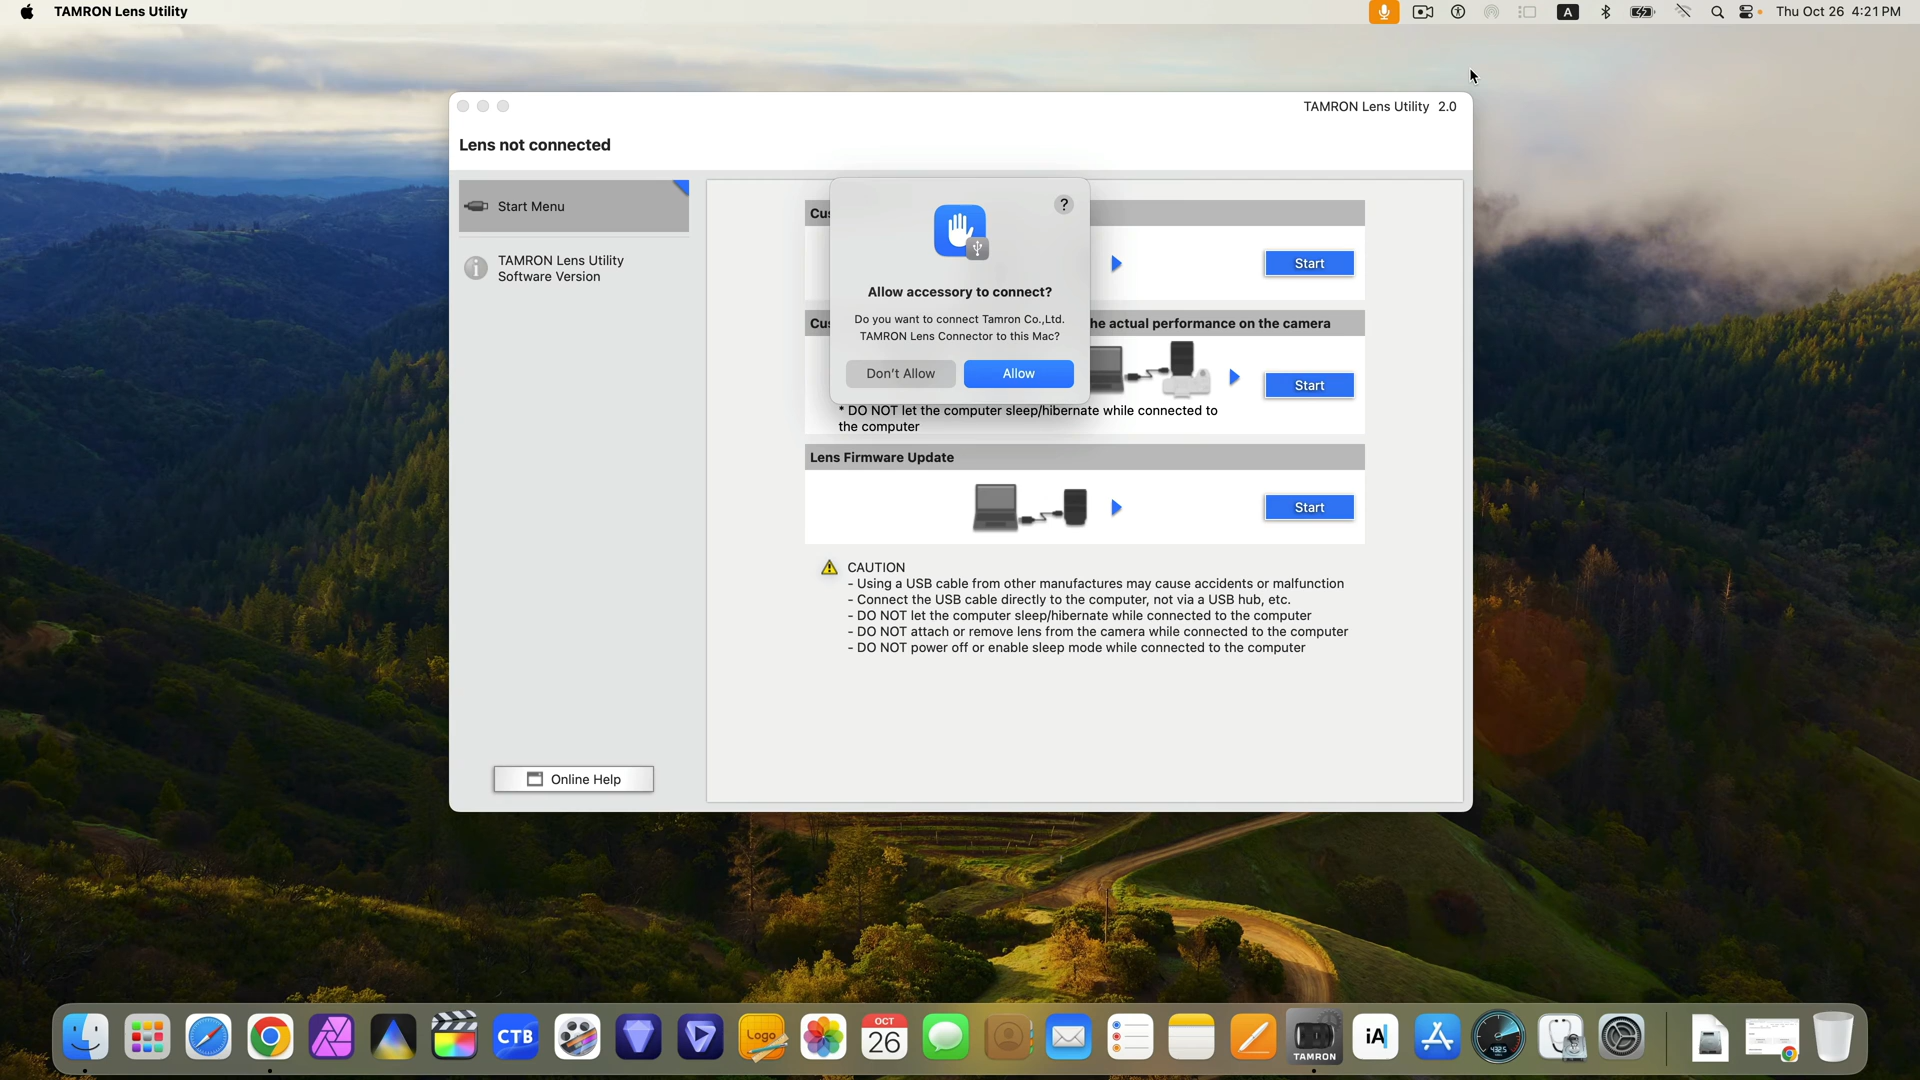 TAMRON Lens Utility
A
Thu Oct 26 4:21 PM
TAMRON Lens Utility 2.0
Lens not connected
Start Menu
TAMRON Lens Utility
Software Version
Online Help
Cus
Start
?
Allow accessory to connect?
Do you want to connect Tamron Co.,Ltd.
TAMRON Lens Connector to this Mac?
Don't Allow
Allow
Cus
he actual performance on the camera
Start
* DO NOT let the computer sleep/hibernate while connected to
the computer
Lens Firmware Update
Start
CAUTION
- Using a USB cable from other manufactures may cause accidents or malfunction
- Connect the USB cable directly to the computer, not via a USB hub, etc.
- DO NOT let the computer sleep/hibernate while connected to the computer
- DO NOT attach or remove lens from the camera while connected to the computer
- DO NOT power off or enable sleep mode while connected to the computer
CTB
Logo
OCT
26
TAMRON
iA